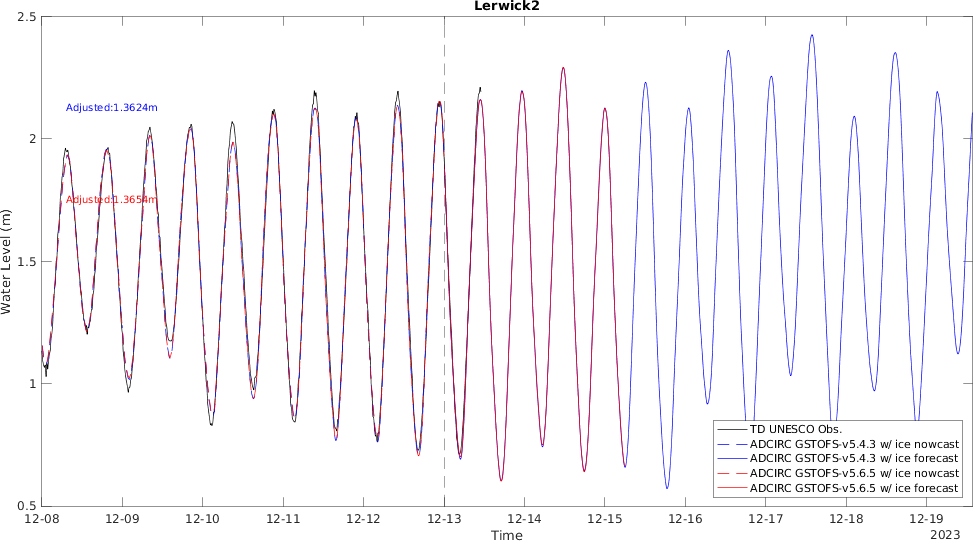 Lerwick2
2.5
2
1.5
1
0.5
Water Level (m)
Adjusted:1.3624m
Adjusted:1.3654m
TD UNESCO Obs.
ADCIRC GSTOFS-v5.4.3 w/ ice nowcast
ADCIRC GSTOFS-v5.4.3 w/ ice forecast
ADCIRC GSTOFS-v5.6.5 w/ ice nowcast
ADCIRC GSTOFS-v5.6.5 w/ ice forecast
12-08 12-09 12-10 12-11 12-12 12-13 12-14 12-15 12-16 12-17 12-18 12-19
Time
2023